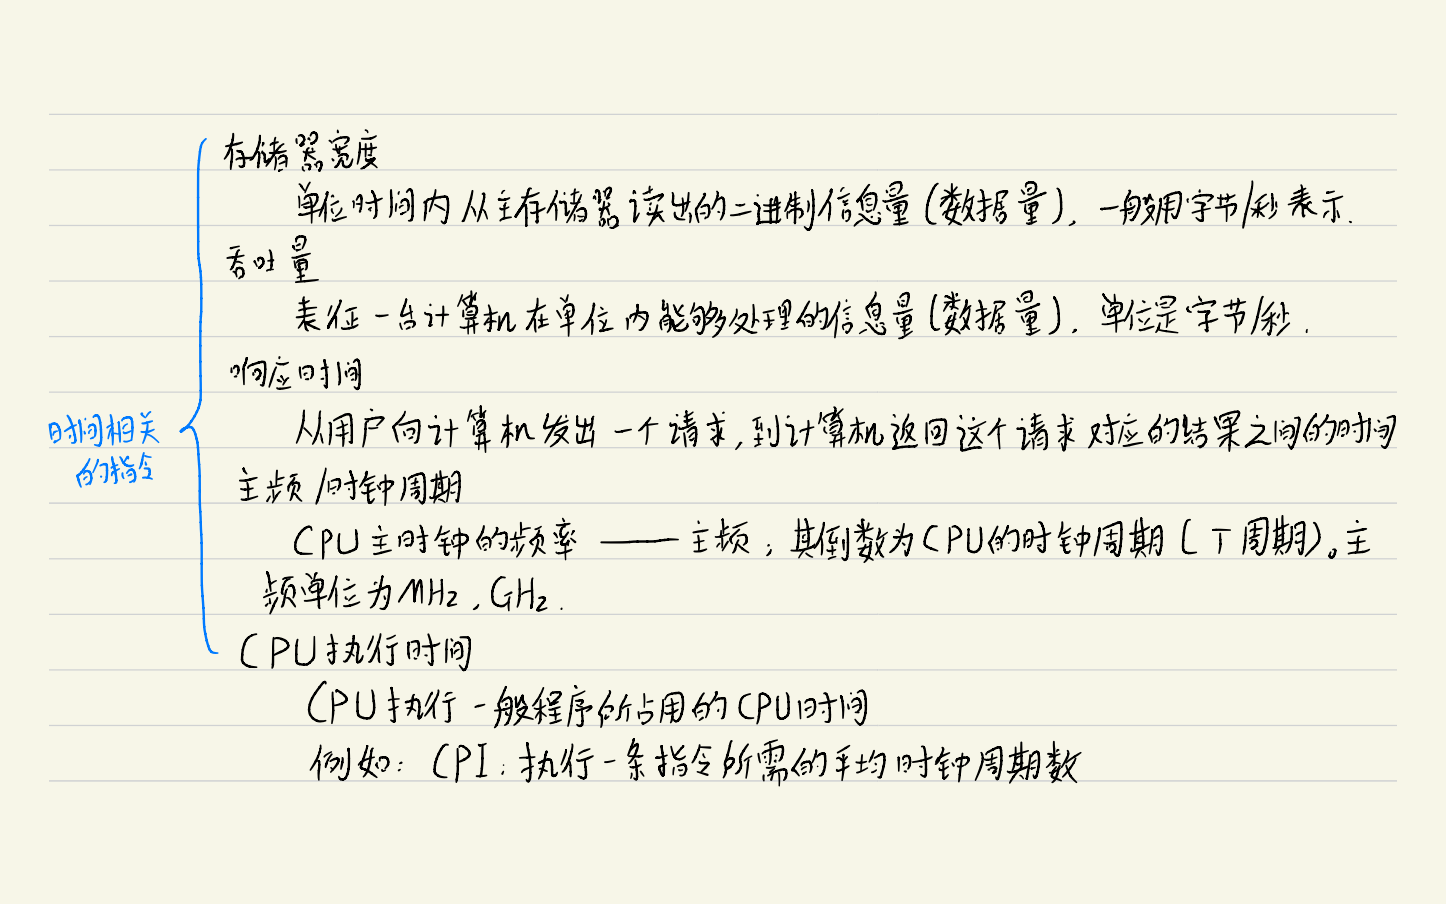 存储器宽度
单位时间内从主存储器读出的二进制信息量(数据量)，一般用字节/秒表示.
吞吐量
表征一台计算机在单位内能够处理的信息量(数据量)，单位是字节/秒.
响应时间
时间相关
的指令
从用户向计算机发出一个请求,到计算机返回这个请求对应的结果之间的时间
主频/时钟周期
CPU主时钟的频率——主频；其倒数为CPU的时钟周期(T周期)。主
频单位为MHz,GHz.
CPU执行时间
CPU执行一般程序所占用的CPU时间
例如：CPI：执行一条指令所需的平均时钟周期数